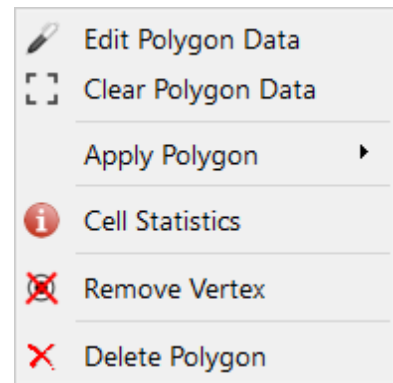 Edit Polygon Data
Clear Polygon Data
Apply Polygon
Cell Statistics
Remove Vertex
Delete Polygon